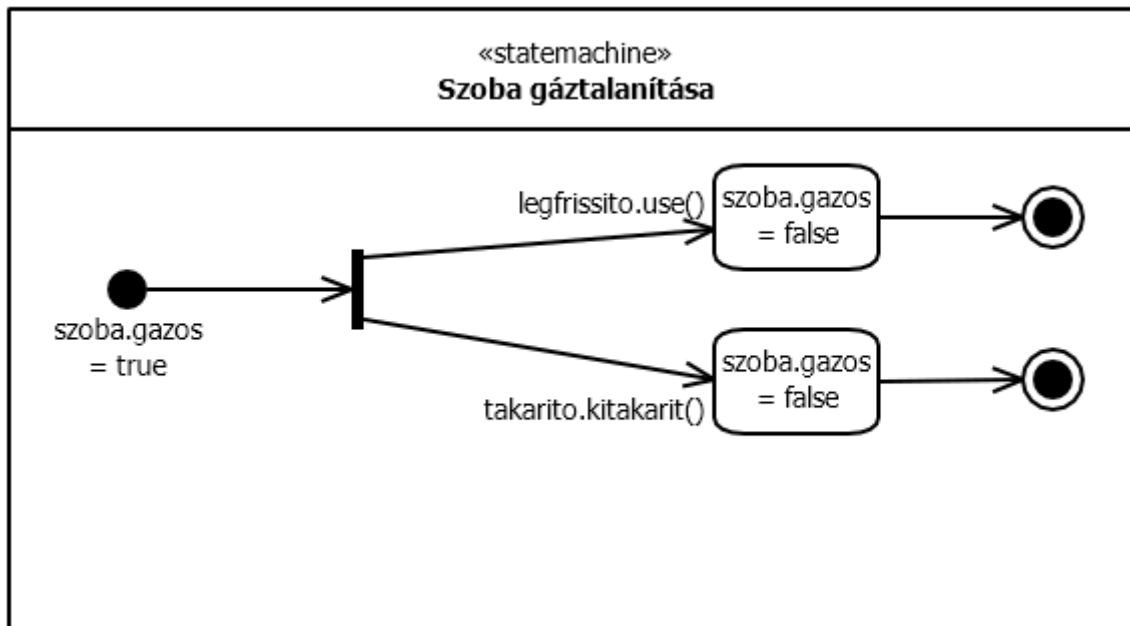 «statemachine»
Szoba gáztalanítása
legfrissito.use()
szoba.gazos
= false
szoba.gazos
= true
takarito.kitakarit()
szoba.gazos
= false